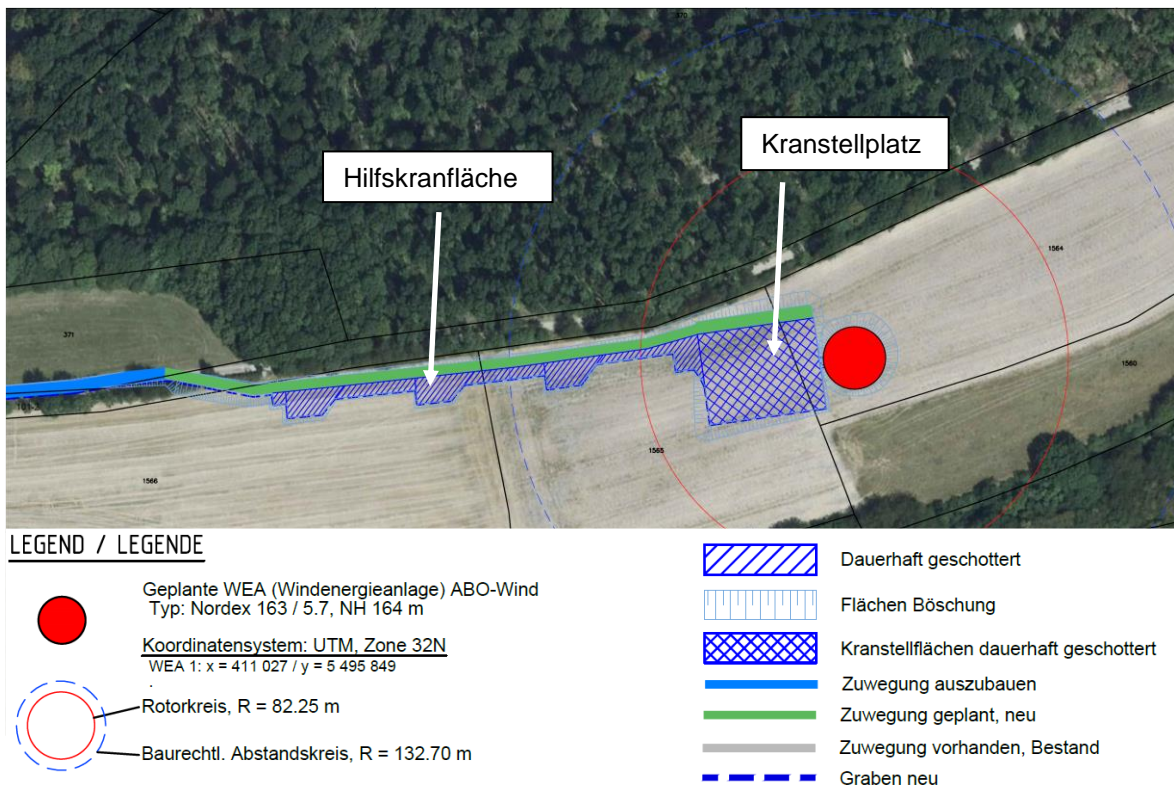 370
Kranstellplatz
Hilfskranfläche
1564
371
1560
1565
1566
LEGEND / LEGENDE
Geplante WEA (Windenergieanlage) ABO-Wind
Typ: Nordex 163 / 5.7, NH 164 m
Koordinatensystem: UTM, Zone 32N
WEA 1: x = 411 027 / y = 5 495 849
Rotorkreis, R = 82.25 m
Baurechtl. Abstandskreis, R = 132.70 m
Dauerhaft geschottert
Flächen Böschung
Kranstellflächen dauerhaft geschottert
Zuwegung auszubauen
Zuwegung geplant, neu
Zuwegung vorhanden, Bestand
Graben neu